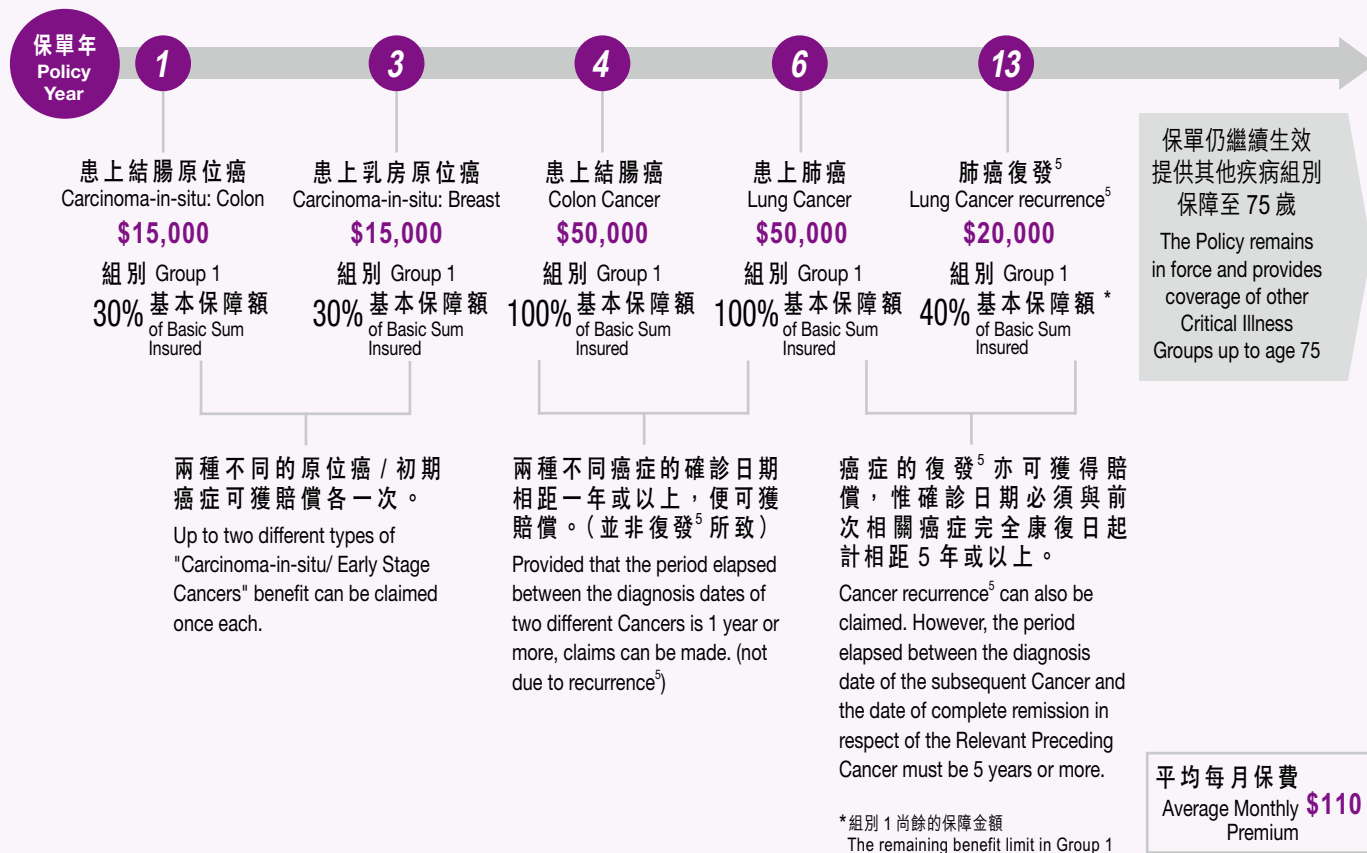 保單年
Policy
Year
1
3
4
6
13
患上結腸原位癌
Carcinoma-in-situ: Colon
$15,000
組別 Group 1
30% 基本保障額
of Basic Sum
Insured
患上乳房原位癌
Carcinoma-in-situ: Breast
$15,000
組別 Group 1
30% 基本保障額
of Basic Sum
Insured
患上結腸癌
Colon Cancer
$50,000
組別 Group 1
100% 基本保障額
of Basic Sum
Insured
患上肺癌
Lung Cancer
$50,000
組別 Group 1
100% 基本保障額
of Basic Sum
Insured
肺癌復發5
Lung Cancer recurrence5
$20,000
組別 Group 1
40% 基本保障額 *
of Basic Sum
Insured
保單仍繼續生效
提供其他疾病組別
保障至 75 歲
The Policy remains
in force and provides
coverage of other
Critical Illness
Groups up to age 75
兩種不同的原位癌 / 初期
癌症可獲賠償各一次。
Up to two different types of
"Carcinoma-in-situ/ Early Stage
Cancers" benefit can be claimed
once each.
兩種不同癌症的確診日期
相距一年或以上，便可獲
賠償。（並非復發5所致）
Provided that the period elapsed
between the diagnosis dates of
two different Cancers is 1 year or
more, claims can be made. (not
due to recurrence5)
癌症的復發5亦可獲得賠
償，惟確診日期必須與前
次相關癌症完全康復日起
計相距 5 年或以上。
Cancer recurrence5 can also be
claimed. However, the period
elapsed between the diagnosis
date of the subsequent Cancer and
the date of complete remission in
respect of the Relevant Preceding
Cancer must be 5 years or more.
*組別 1 尚餘的保障金額
The remaining benefit limit in Group 1
平均每月保費
Average Monthly
Premium
$110